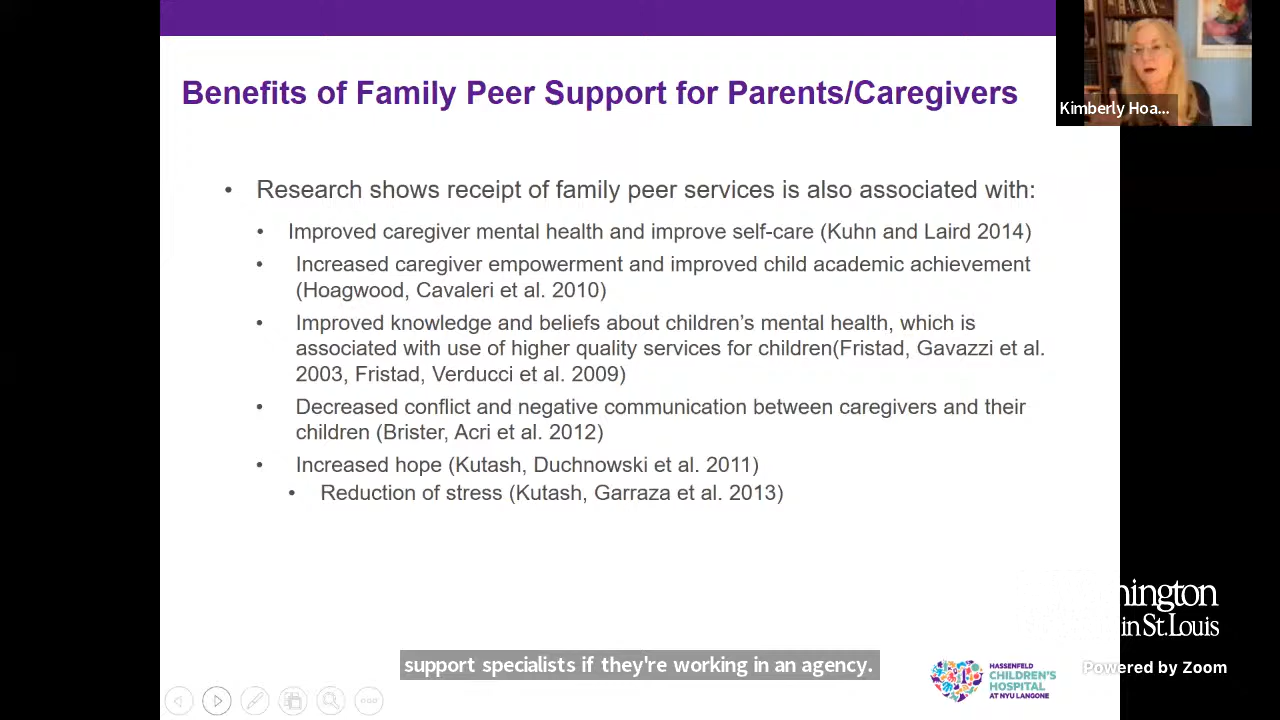 Benefits of Family Peer Support for Parents/Caregivers
Kimberly Hoa...
• Research shows receipt of family peer services is also associated with:
• Improved caregiver mental health and improve self-care (Kuhn and Laird 2014)
• Increased caregiver empowerment and improved child academic achievement
(Hoagwood, Cavaleri et al. 2010)
• Improved knowledge and beliefs about children’s mental health, which is
associated with use of higher quality services for children(Fristad, Gavazzi et al.
2003, Fristad, Verducci et al. 2009)
• Decreased conflict and negative communication between caregivers and their
children (Brister, Acri et al. 2012)
• Increased hope (Kutash, Duchnowski et al. 2011)
• Reduction of stress (Kutash, Garraza et al. 2013)
nington
in St.Louis
support specialists if they're working in an agency.
HASSENFELD
CHILDREN'S
HOSPITAL
AT NYU LANGONE
Powered by Zoom